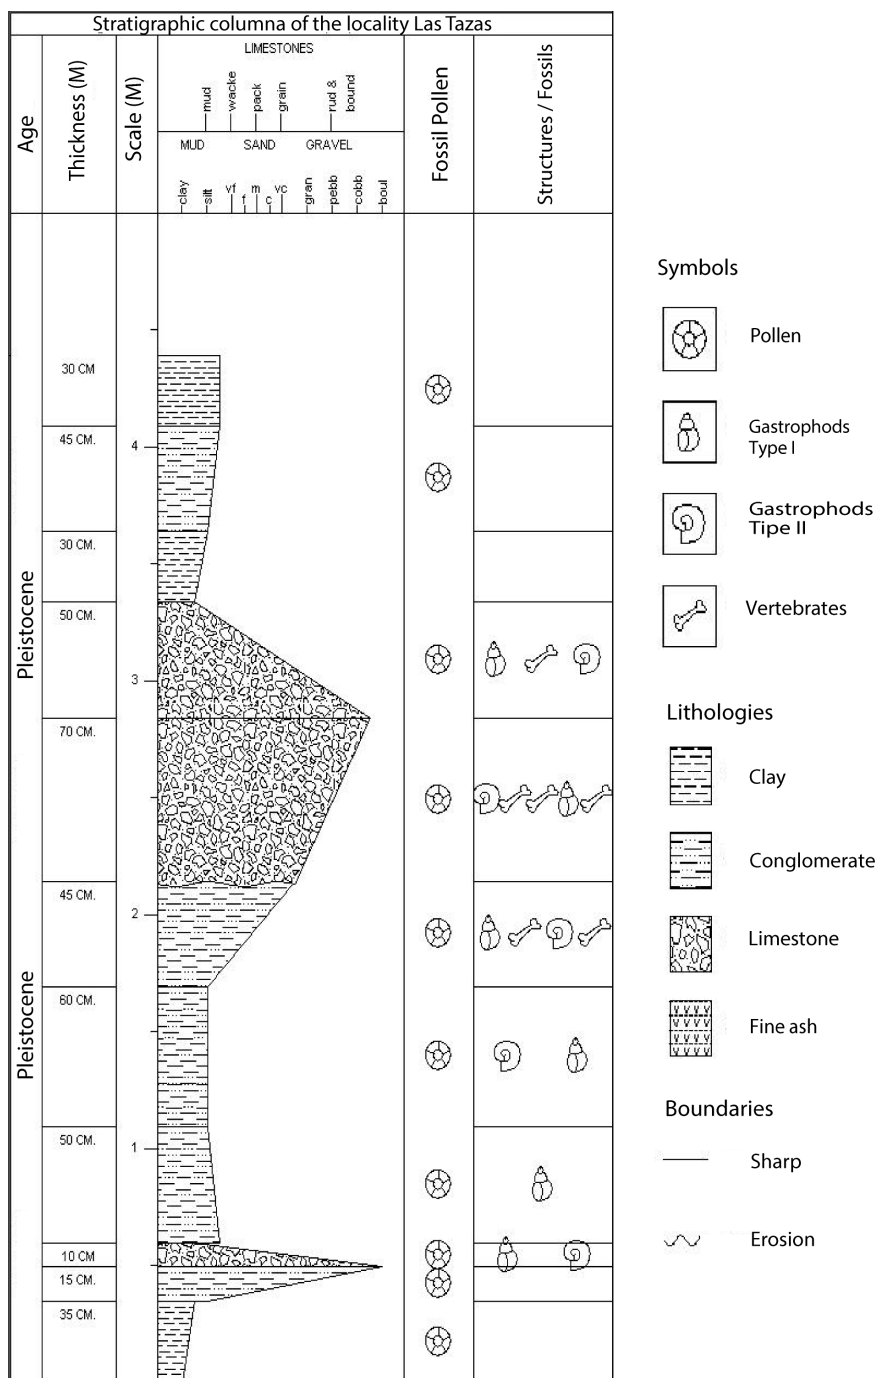 Stratigraphic columna of the locality Las Tazas
Age
Thickness (M)
Scale (M)
LIMESTONES
mud
wacke
pack
grain
rud &
bound
MUD SAND GRAVEL
clay
silt
vf
f
m
c
vc
gran
pebb
cobb
boul
Fossil Pollen
Structures / Fossils
Pleistocene
Pleistocene
30 CM
45 CM.
30 CM.
50 CM.
70 CM.
45 CM.
60 CM.
50 CM.
10 CM
15 CM.
35 CM.
4
3
2
1
Symbols
Pollen
Gastrophods
Type I
Gastrophods
Tipe II
Vertebrates
Lithologies
Clay
Conglomerate
Limestone
Fine ash
Boundaries
Sharp
Erosion